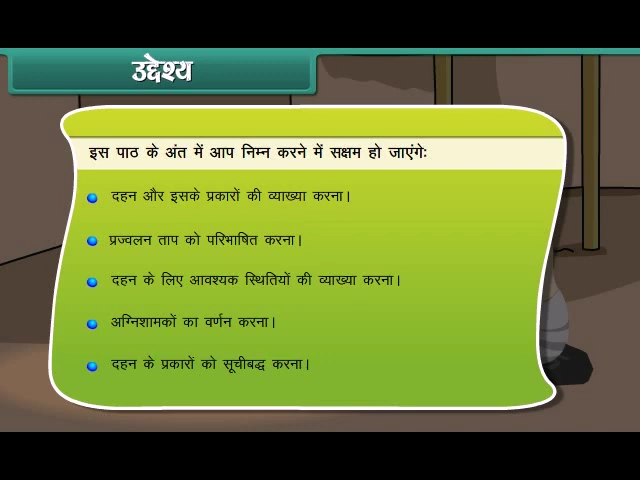 उद्देश्य
इस पाठ के अंत में आप निम्न करने में सक्षम हो जाएंगेः
दहन और इसके प्रकारों की व्याख्या करना।
प्रज्वलन ताप को परिभाषित करना।
दहन के लिए आवश्यक स्थितियों की व्याख्या करना।
अग्निशामकों का वर्णन करना।
दहन के प्रकारों को सूचीबद्ध करना।